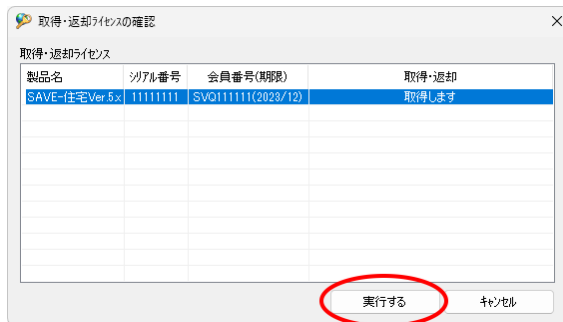 取得・返却ﾗｲｾﾝｽの確認
取得・返却ﾗｲｾﾝｽ
製品名 ｼﾘｱﾙ番号 会員番号(期限) 取得・返却
SAVE-住宅Ver.5.x 11111111 SVQ111111(2023/12) 取得します
実行する ｷｬﾝｾﾙ